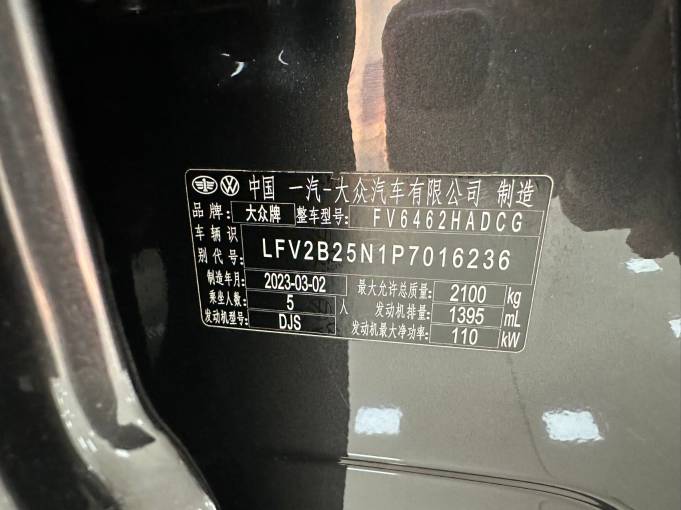 中国 一汽-大众汽车有限公司 制造
品牌: 大众牌 整车型号: FV6462HADCG
车辆识别代号: LFV2B25N1P7016236
制造年月: 2023-03-02 最大允许总质量: 2100 kg
乘坐人数: 5 人 发动机排量: 1395 mL
发动机型号: DJS 发动机最大净功率: 110 kW